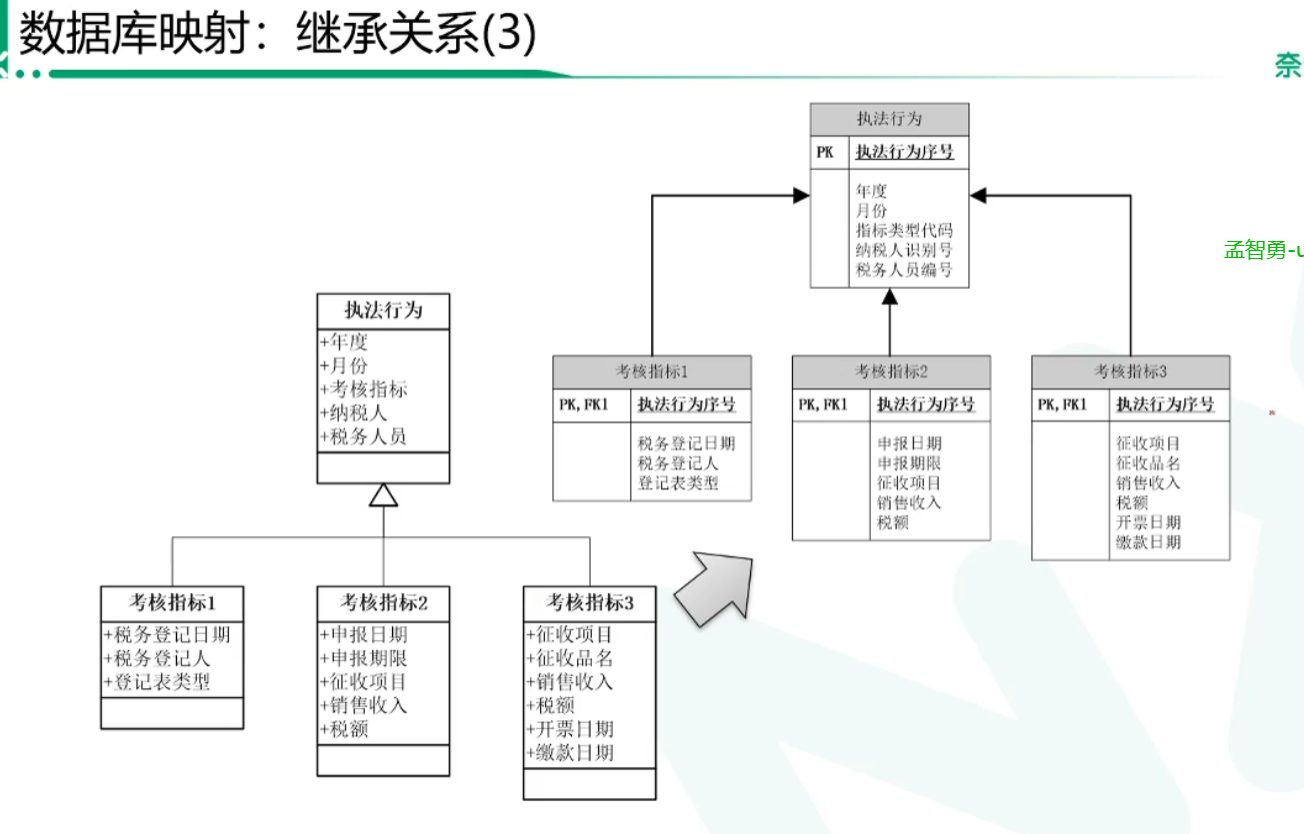 数据库映射：继承关系(3)
奈
孟智勇-u
执法行为
PK 执法行为序号
年度
月份
指标类型代码
纳税人识别号
税务人员编号
考核指标1
PK,FK1 执法行为序号
税务登记日期
税务登记人
登记表类型
考核指标2
PK,FK1 执法行为序号
申报日期
申报期限
征收项目
销售收入
税额
考核指标3
PK,FK1 执法行为序号
征收项目
征收品名
销售收入
税额
开票日期
缴款日期
执法行为
+年度
+月份
+考核指标
+纳税人
+税务人员
考核指标1
+税务登记日期
+税务登记人
+登记表类型
考核指标2
+申报日期
+申报期限
+征收项目
+销售收入
+税额
考核指标3
+征收项目
+征收品名
+销售收入
+税额
+开票日期
+缴款日期